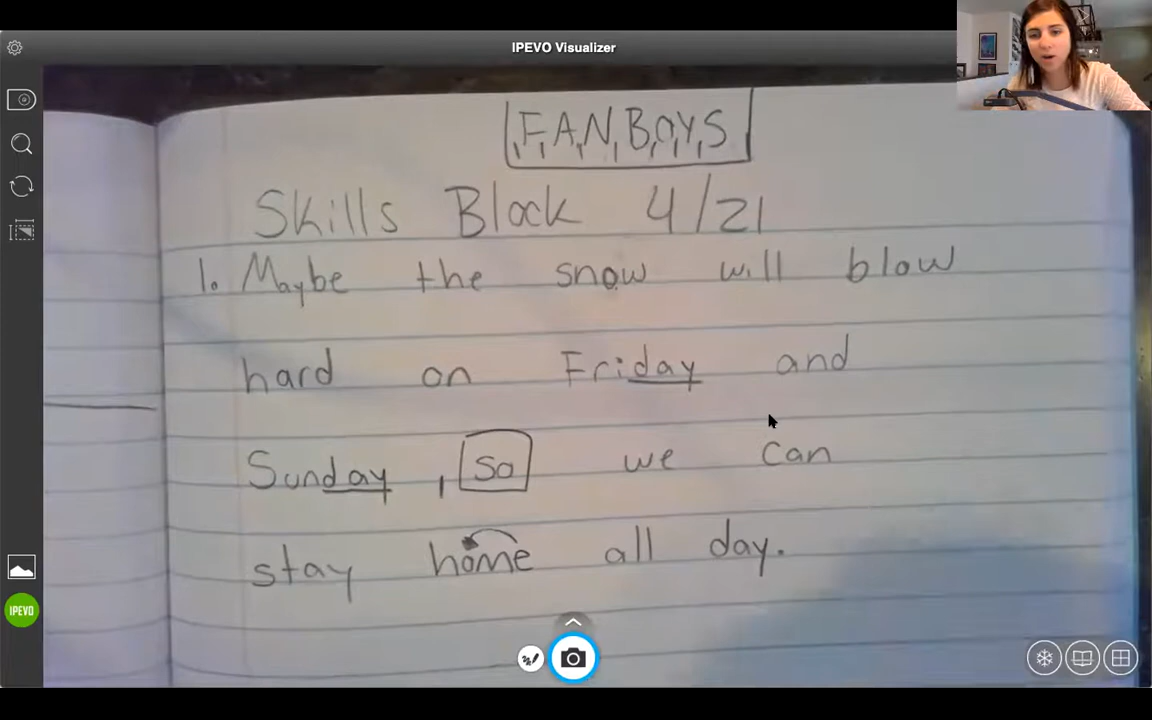 IPEVO Visualizer
F, A, N, B, O, Y, S,
Skills Block 4/21
1. Maybe the snow will blow
hard on Friday and
Sunday, so we can
stay home all day.
IPEVO